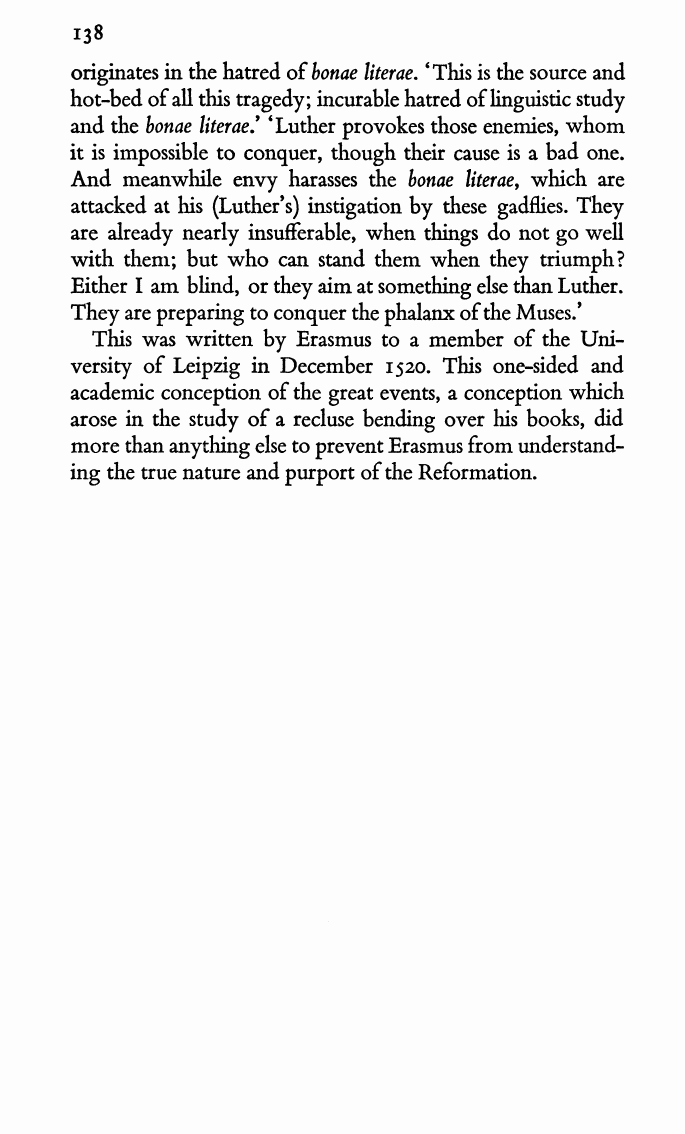 138
originates in the hatred of bonae literae. ‘This is the source and
hot-bed of all this tragedy; incurable hatred of linguistic study
and the bonae literae.’ ‘Luther provokes those enemies, whom
it is impossible to conquer, though their cause is a bad one.
And meanwhile envy harasses the bonae literae, which are
attacked at his (Luther’s) instigation by these gadflies. They
are already nearly insufferable, when things do not go well
with them; but who can stand them when they triumph?
Either I am blind, or they aim at something else than Luther.
They are preparing to conquer the phalanx of the Muses.’
This was written by Erasmus to a member of the Uni-
versity of Leipzig in December 1520. This one-sided and
academic conception of the great events, a conception which
arose in the study of a recluse bending over his books, did
more than anything else to prevent Erasmus from understand-
ing the true nature and purport of the Reformation.